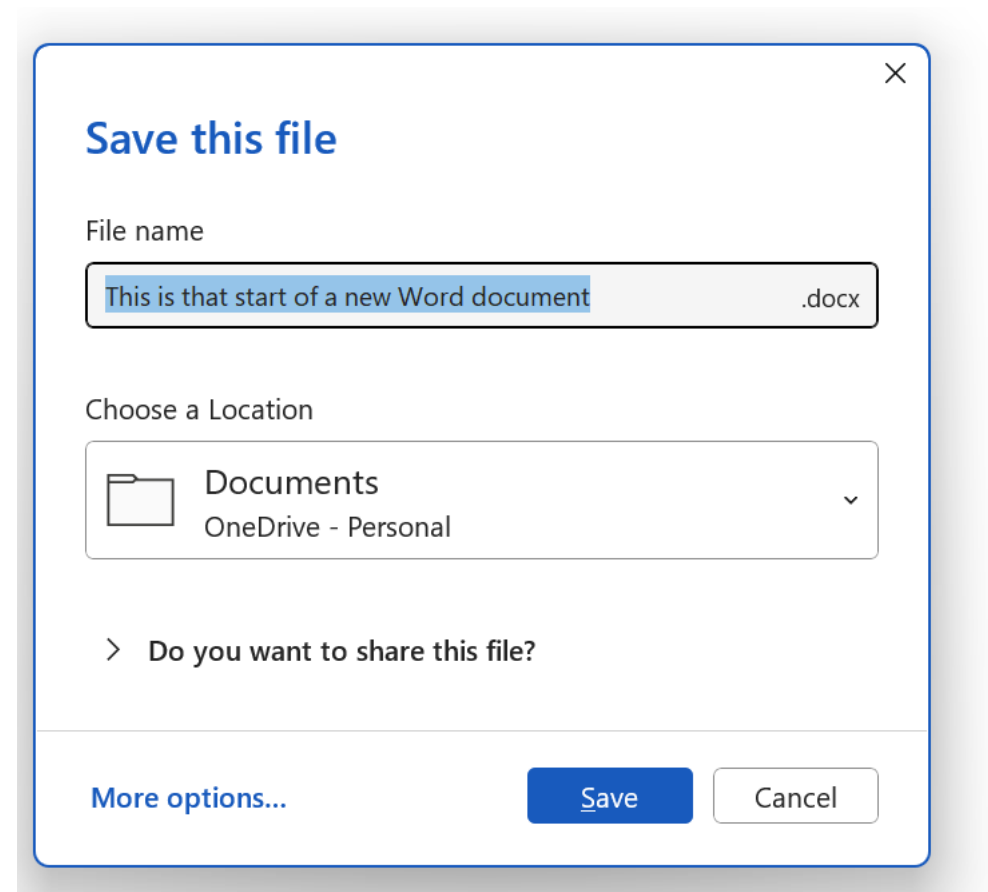 Save this file
File name
This is that start of a new Word document .docx
Choose a Location
Documents
OneDrive - Personal
Do you want to share this file?
More options... Save Cancel